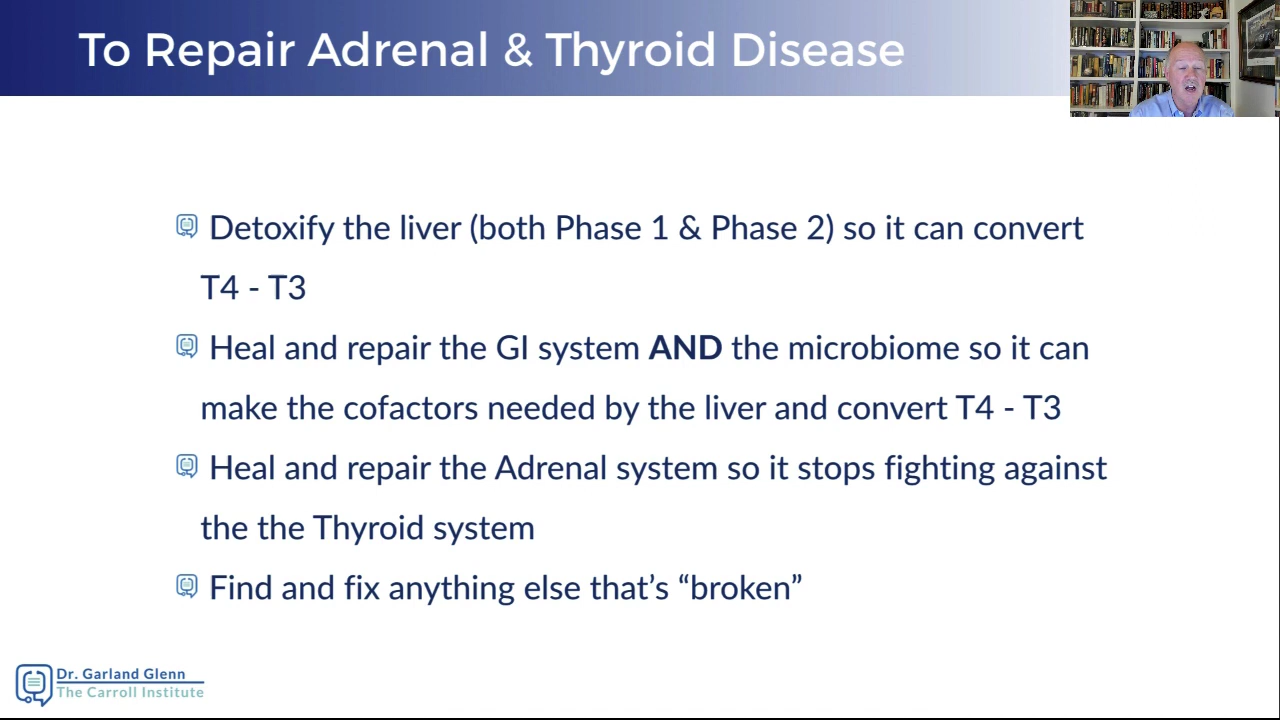 To Repair Adrenal & Thyroid Disease
Detoxify the liver (both Phase 1 & Phase 2) so it can convert
T4 - T3
Heal and repair the GI system AND the microbiome so it can
make the cofactors needed by the liver and convert T4 - T3
Heal and repair the Adrenal system so it stops fighting against
the the Thyroid system
Find and fix anything else that’s “broken”
Dr. Garland Glenn
The Carroll Institute